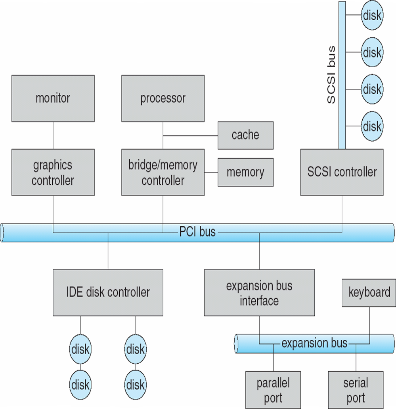 disk
disk
disk
disk
SCSI bus
monitor
processor
cache
graphics
controller
bridge/memory
controller
memory
SCSI controller
PCI bus
IDE disk controller
expansion bus
interface
keyboard
disk
disk
disk
disk
expansion bus
parallel
port
serial
port